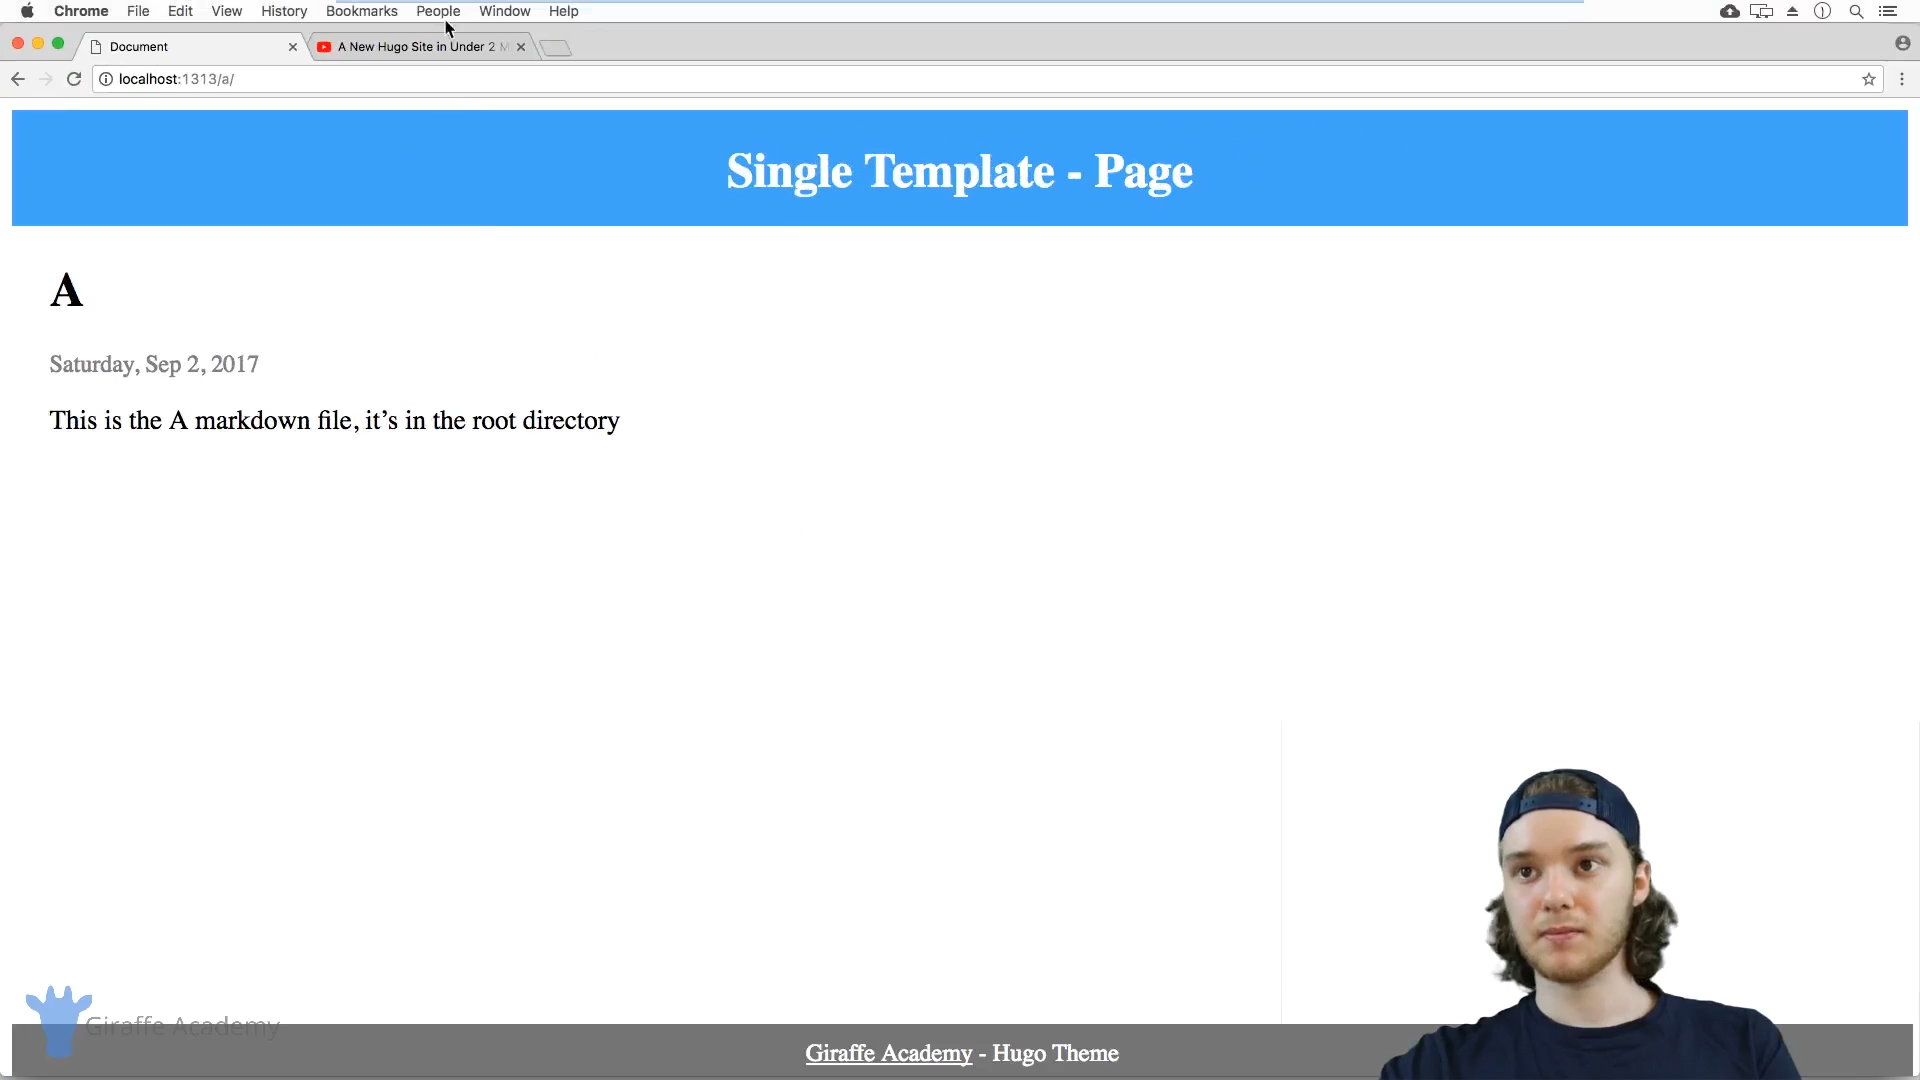 Chrome File Edit View History Bookmarks People Window Help
Document
A New Hugo Site in Under 2 M
localhost:1313/a/
Single Template - Page
A
Saturday, Sep 2, 2017
This is the A markdown file, it’s in the root directory
Giraffe Academy
Giraffe Academy - Hugo Theme